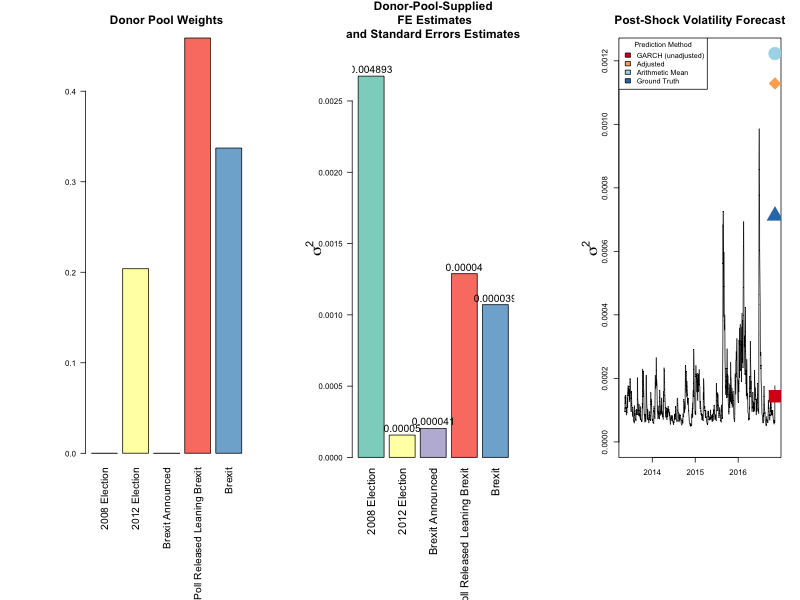 Donor Pool Weights
0.4
0.3
0.2
0.1
0.0
2008 Election
2012 Election
Brexit Announced
Poll Released Leaning Brexit
Brexit
Donor-Pool-Supplied
FE Estimates
and Standard Errors Estimates
σ2
0.0025
0.0020
0.0015
0.0010
0.0005
0.0000
.004893
0.00005
0.000041
0.00004
0.000039
2008 Election
2012 Election
Brexit Announced
oll Released Leaning Brexit
Brexit
Post-Shock Volatility Forecast
Prediction Method
GARCH (unadjusted)
Adjusted
Arithmetic Mean
Ground Truth
σ2
0.0012
0.0010
0.0008
0.0006
0.0004
0.0002
0.0000
2014
2015
2016